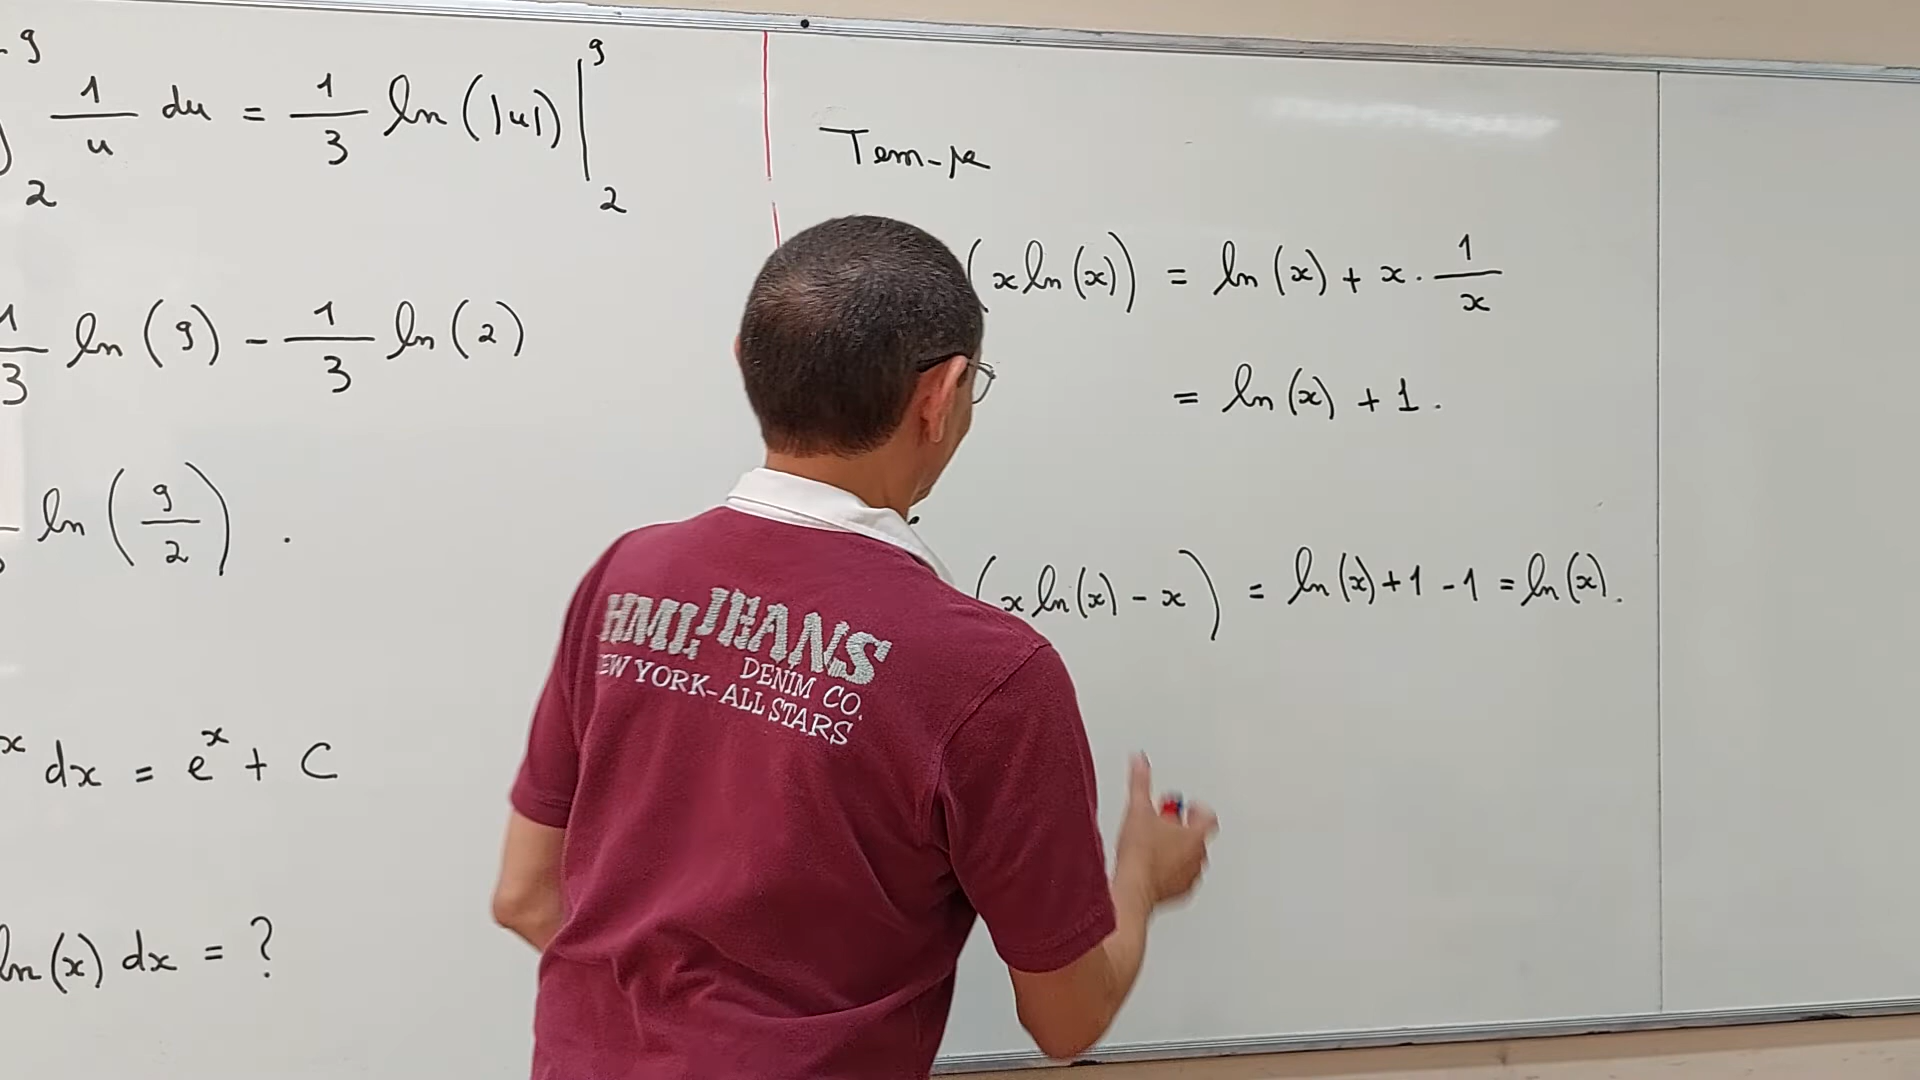 9
∫ 1/u du = 1/3 ln(|u|) |
2
9
2
1/3 ln(9) - 1/3 ln(2)
ln(9/2) .
x dx = e^x + C
ln(x) dx = ?
Tem-se
(x ln(x)) = ln(x) + x . 1/x
= ln(x) + 1 .
(x ln(x) - x) = ln(x) + 1 - 1 = ln(x) .
HML JEANS
DENIM CO.
EW YORK-ALL STARS